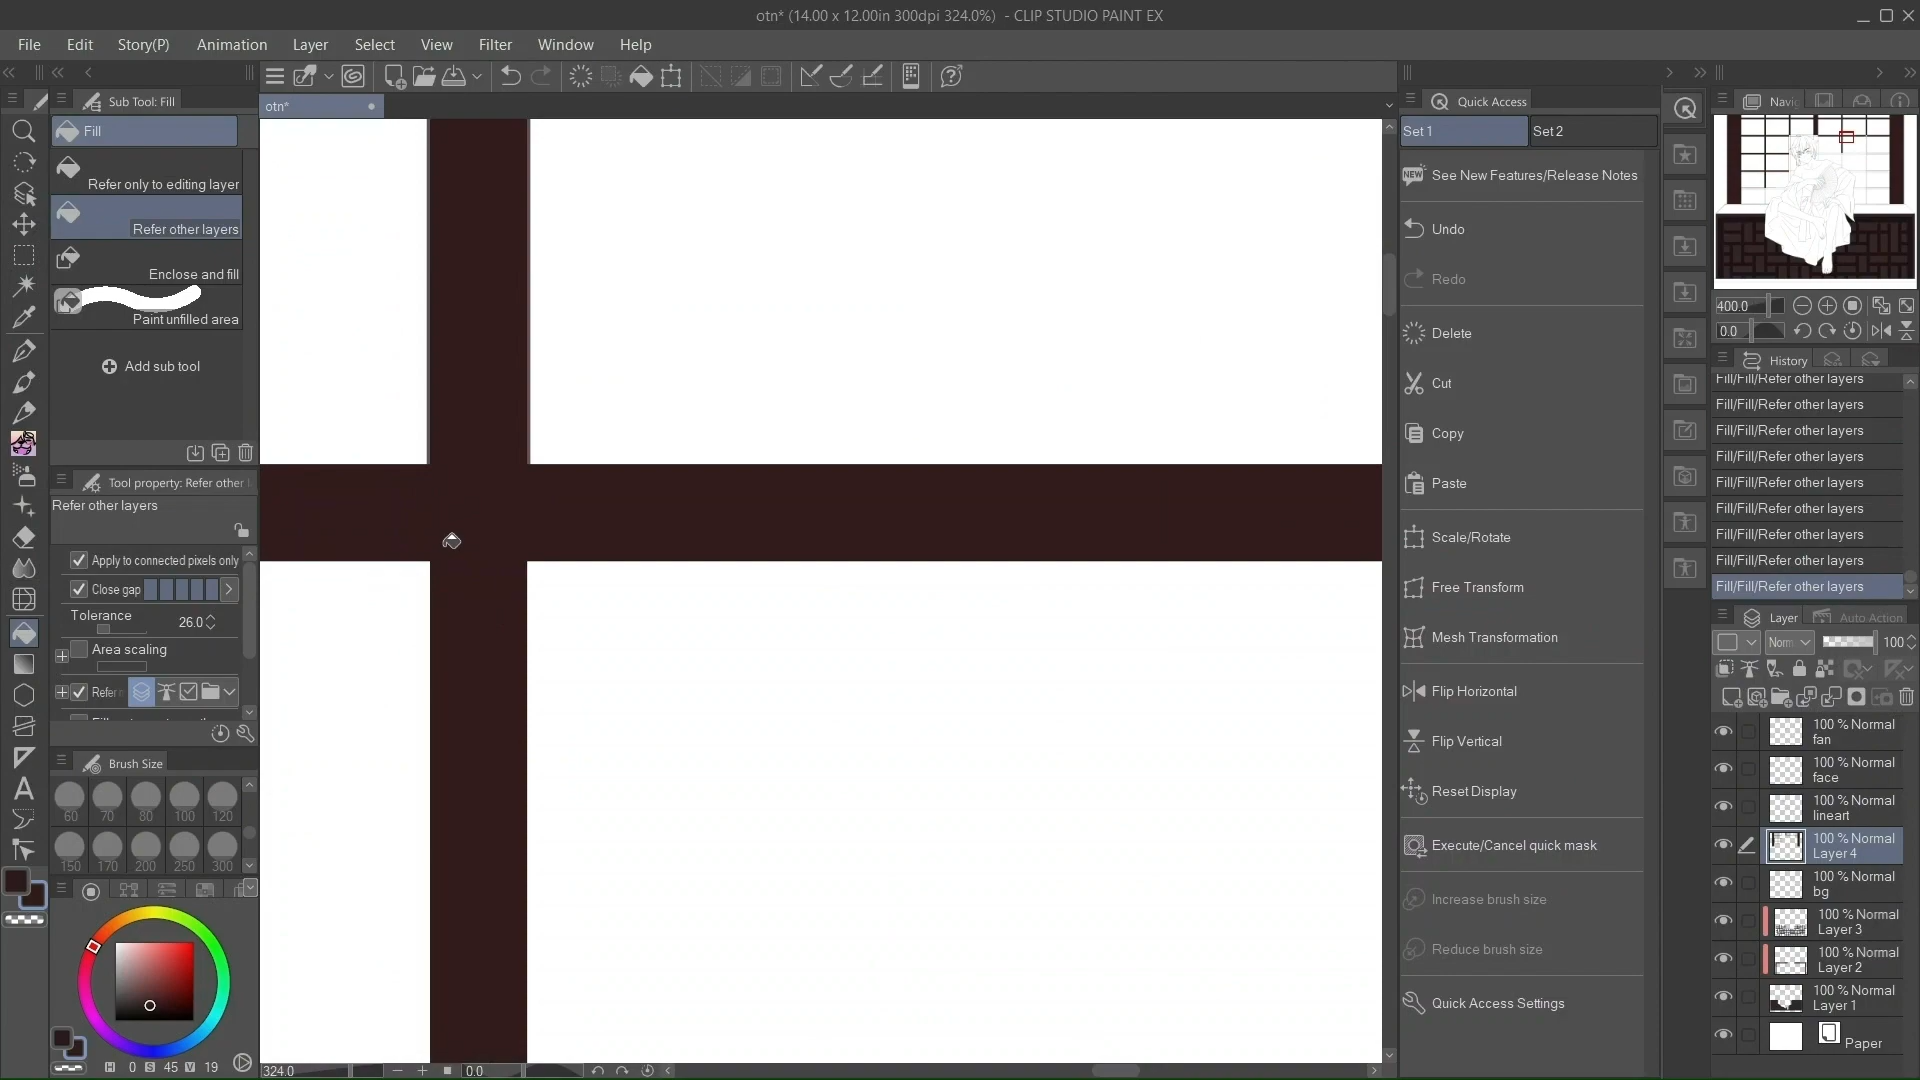 otn* (14.00 x 12.00in 300dpi 324.0%)  - CLIP STUDIO PAINT EX
File Edit Story(P) Animation Layer Select View Filter Window Help
Sub Tool: Fill
Fill
Refer only to editing layer
Refer other layers
Enclose and fill
Paint unfilled area
Add sub tool
Tool property: Refer other l
Refer other layers
Apply to connected pixels only
Close gap
Tolerance 26.0
Area scaling
Refer
Brush Size
60 70 80 100 120
150 170 200 250 300
H 0 S 45 V 19
otn*
324.0 0.0
Quick Access
Set 1 Set 2
NEW See New Features/Release Notes
Undo
Redo
Delete
Cut
Copy
Paste
Scale/Rotate
Free Transform
Mesh Transformation
Flip Horizontal
Flip Vertical
Reset Display
Execute/Cancel quick mask
Increase brush size
Reduce brush size
Quick Access Settings
Navig
400.0
0.0
History
Fill/Fill/Refer other layers
Fill/Fill/Refer other layers
Fill/Fill/Refer other layers
Fill/Fill/Refer other layers
Fill/Fill/Refer other layers
Fill/Fill/Refer other layers
Fill/Fill/Refer other layers
Fill/Fill/Refer other layers
Fill/Fill/Refer other layers
Layer Auto Action
Norm 100
100 % Normal
fan
100 % Normal
face
100 % Normal
lineart
100 % Normal
Layer 4
100 % Normal
bg
100 % Normal
Layer 3
100 % Normal
Layer 2
100 % Normal
Layer 1
Paper